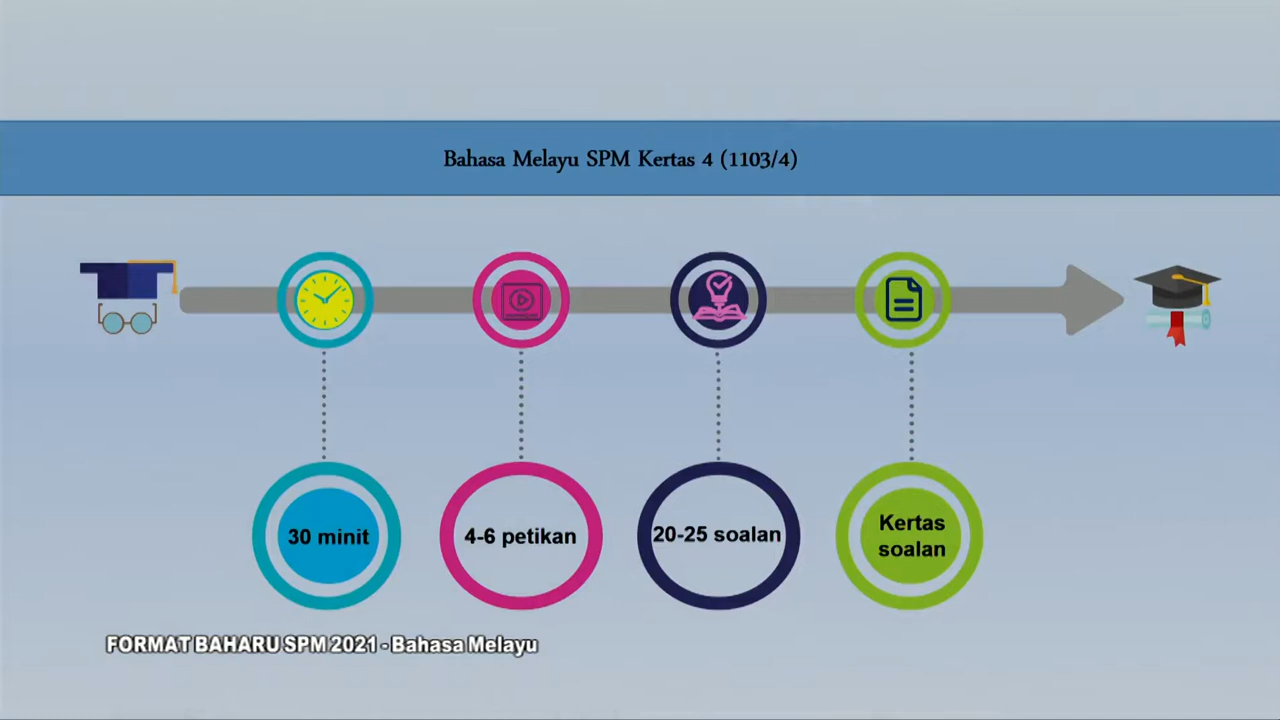 Bahasa Melayu SPM Kertas 4 (1103/4)
30 minit
4-6 petikan
20-25 soalan
Kertas
soalan
FORMAT BAHARU SPM 2021 - Bahasa Melayu